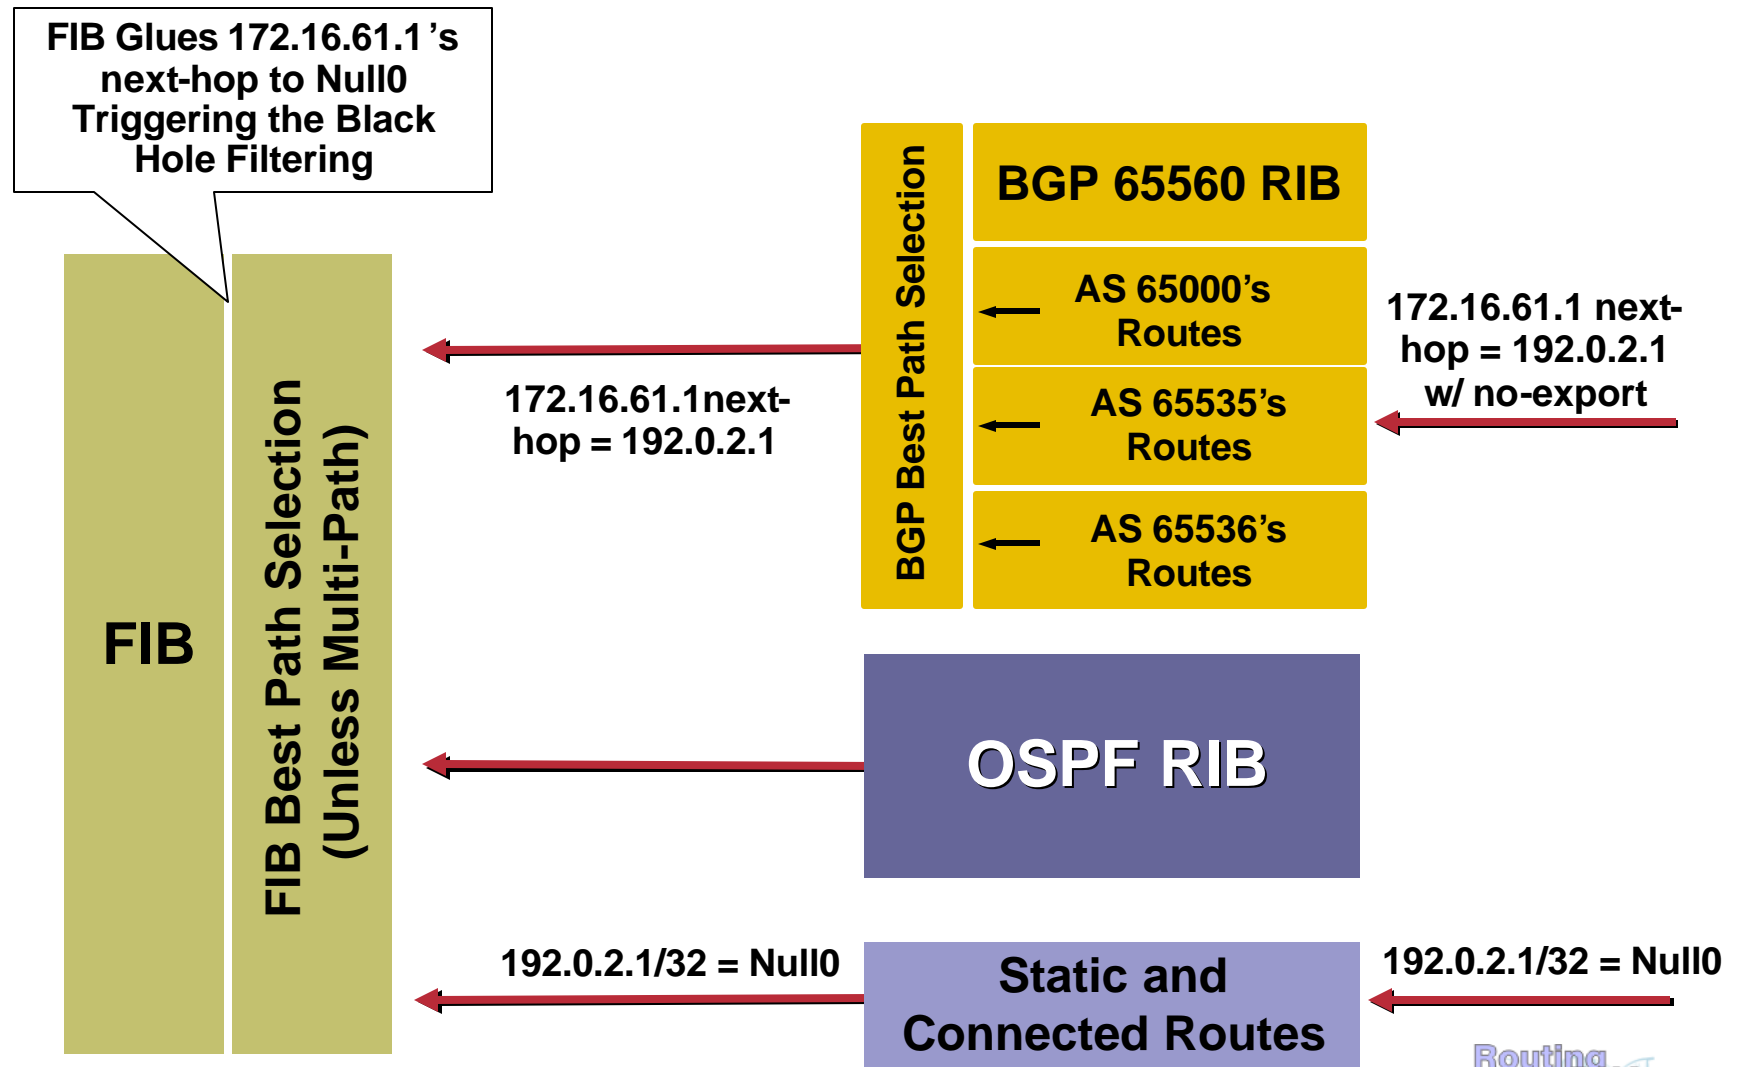 FIB Glues 172.16.61.1's
next-hop to Null0
Triggering the Black
Hole Filtering
FIB
FIB Best Path Selection
(Unless Multi-Path)
172.16.61.1next-
hop = 192.0.2.1
BGP Best Path Selection
BGP 65560 RIB
AS 65000's
Routes
AS 65535's
Routes
AS 65536's
Routes
172.16.61.1 next-
hop = 192.0.2.1
w/ no-export
OSPF RIB
192.0.2.1/32 = Null0
Static and
Connected Routes
192.0.2.1/32 = Null0
Routing